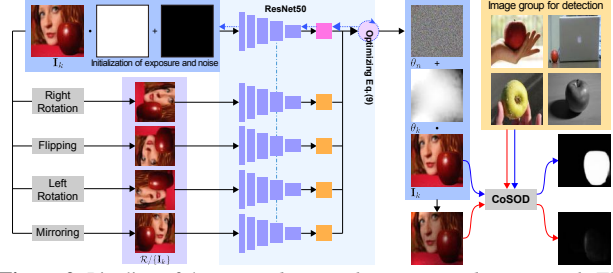 ResNet50
Image group for detection
I_k
•
+
Initialization of exposure and noise
Optimizing Eq.(9)
θ_n +
θ_k •
I_k
Right
Rotation
Flipping
Left
Rotation
Mirroring
R/{I_k}
CoSOD